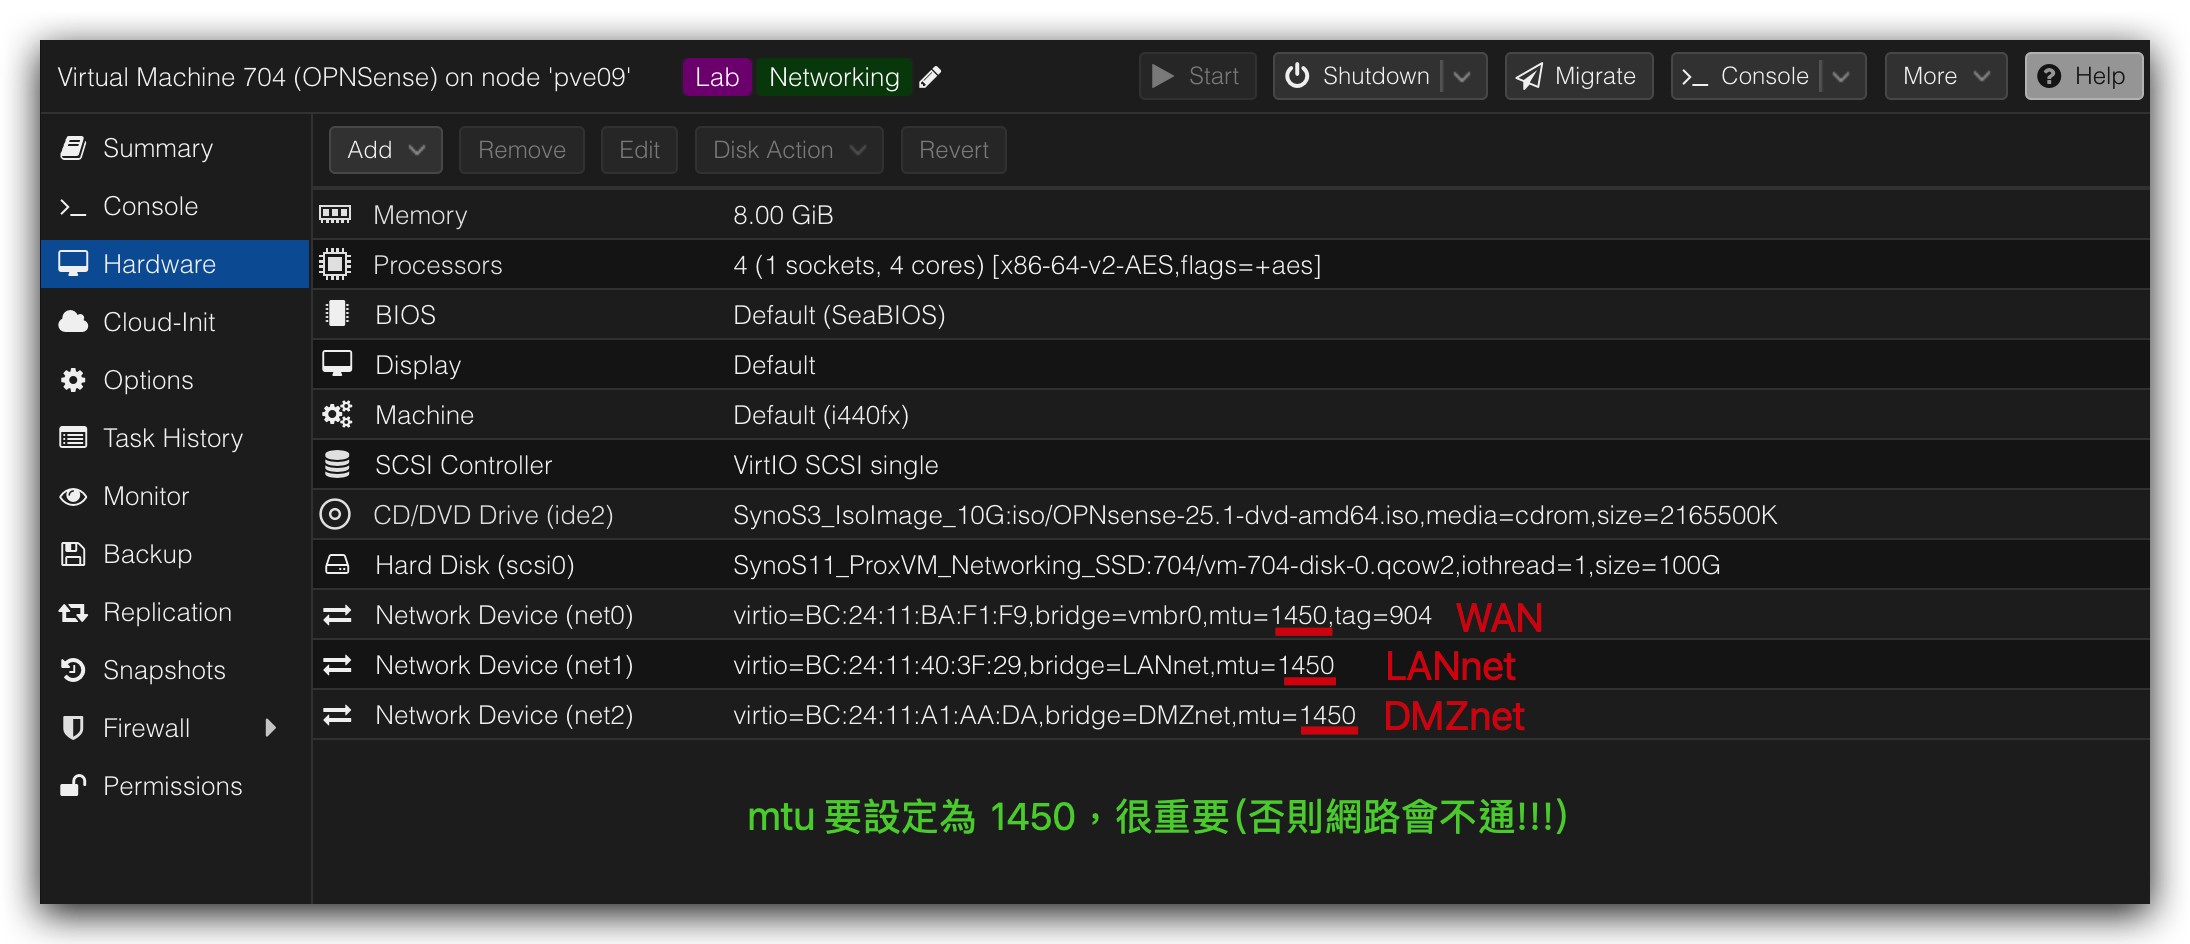 Virtual Machine 704 (OPNSense) on node 'pve09' Lab Networking Start Shutdown Migrate Console More Help
Summary
Console
Hardware
Cloud-Init
Options
Task History
Monitor
Backup
Replication
Snapshots
Firewall
Permissions
Add Remove Edit Disk Action Revert
Memory 8.00 GiB
Processors 4 (1 sockets, 4 cores) [x86-64-v2-AES,flags=+aes]
BIOS Default (SeaBIOS)
Display Default
Machine Default (i440fx)
SCSI Controller VirtIO SCSI single
CD/DVD Drive (ide2) SynoS3_IsoImage_10G:iso/OPNsense-25.1-dvd-amd64.iso,media=cdrom,size=2165500K
Hard Disk (scsi0) SynoS11_ProxVM_Networking_SSD:704/vm-704-disk-0.qcow2,iothread=1,size=100G
Network Device (net0) virtio=BC:24:11:BA:F1:F9,bridge=vmbr0,mtu=1450,tag=904 WAN
Network Device (net1) virtio=BC:24:11:40:3F:29,bridge=LANnet,mtu=1450 LANnet
Network Device (net2) virtio=BC:24:11:A1:AA:DA,bridge=DMZnet,mtu=1450 DMZnet
mtu 要設定為 1450，很重要(否則網路會不通!!!)